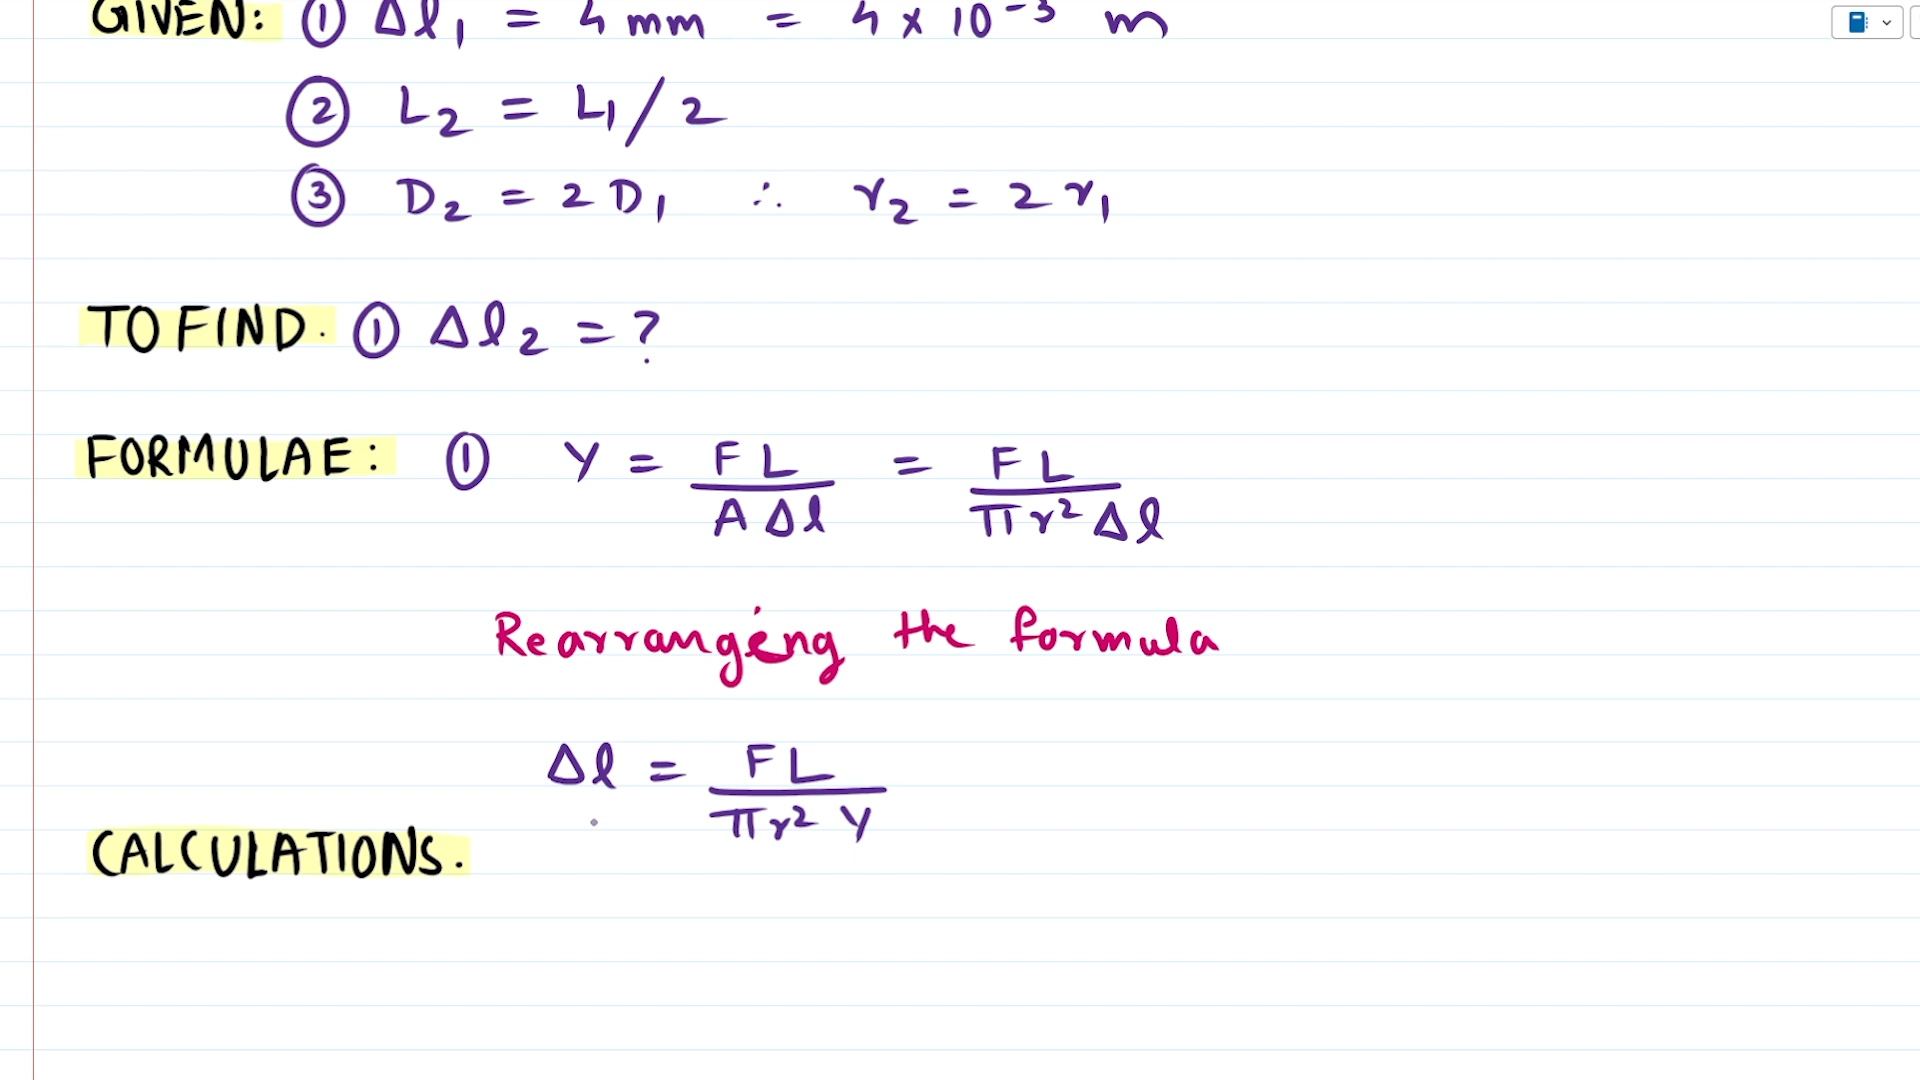 GIVEN: ① Δl₁ = 4 mm = 4 × 10⁻³ m
② L₂ = L₁/2
③ D₂ = 2D₁ ∴ r₂ = 2r₁
TO FIND. ① Δl₂ = ?
FORMULAE: ① Y = FL / AΔl = FL / πr²Δl
Rearranging the formula
Δl = FL / πr²Y
CALCULATIONS.